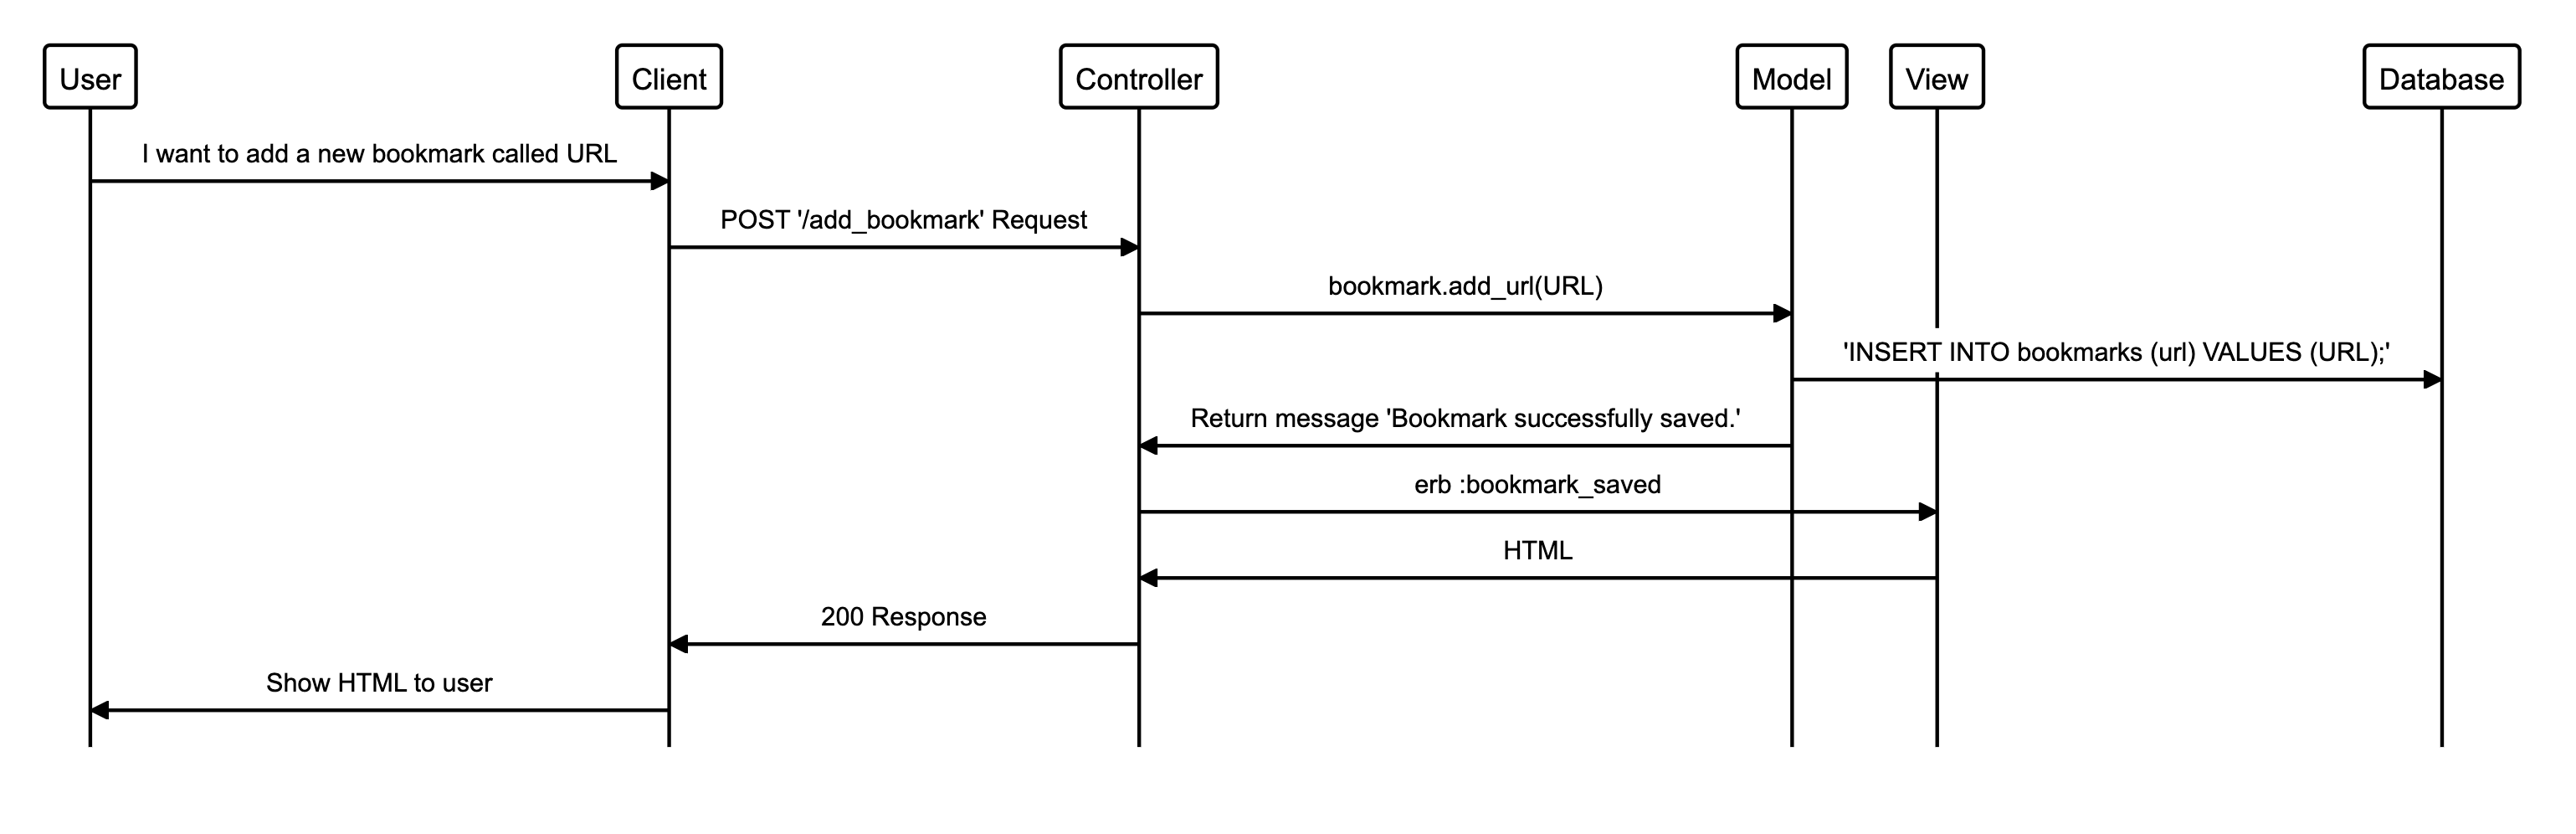 User
Client
Controller
Model
View
Database
I want to add a new bookmark called URL
POST '/add_bookmark' Request
bookmark.add_url(URL)
'INSERT INTO bookmarks (url) VALUES (URL);'
Return message 'Bookmark successfully saved.'
erb :bookmark_saved
HTML
200 Response
Show HTML to user